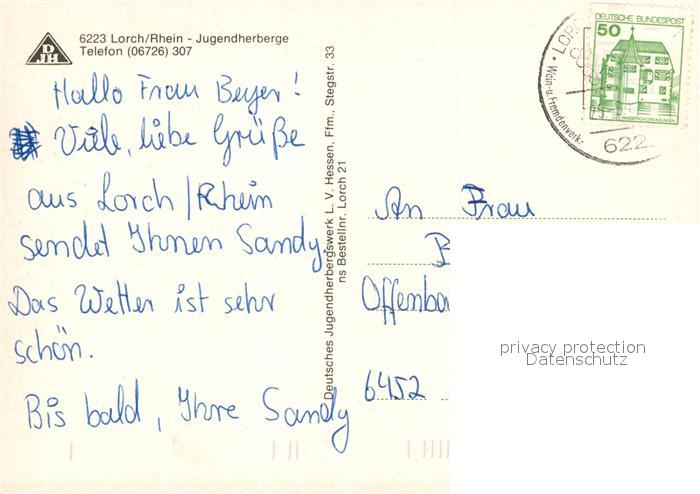 DJH
6223 Lorch/Rhein - Jugendherberge
Telefon (06726) 307
Hallo Frau Beyer!
Viele, liebe Grüße
aus Lorch/Rhein
sendet Ihnen Sandy.
Das Wetter ist sehr
schön.
Bis bald, Ihre Sandy
Deutsches Jugendherbergswerk L. V. Hessen, Ffm., Stegstr. 33
ns Bestellnr. Lorch 21
DEUTSCHE BUNDESPOST
50
Wein- u. Fremdenverk.
622
An Frau
B
Offenba
6452
privacy protection
Datenschutz